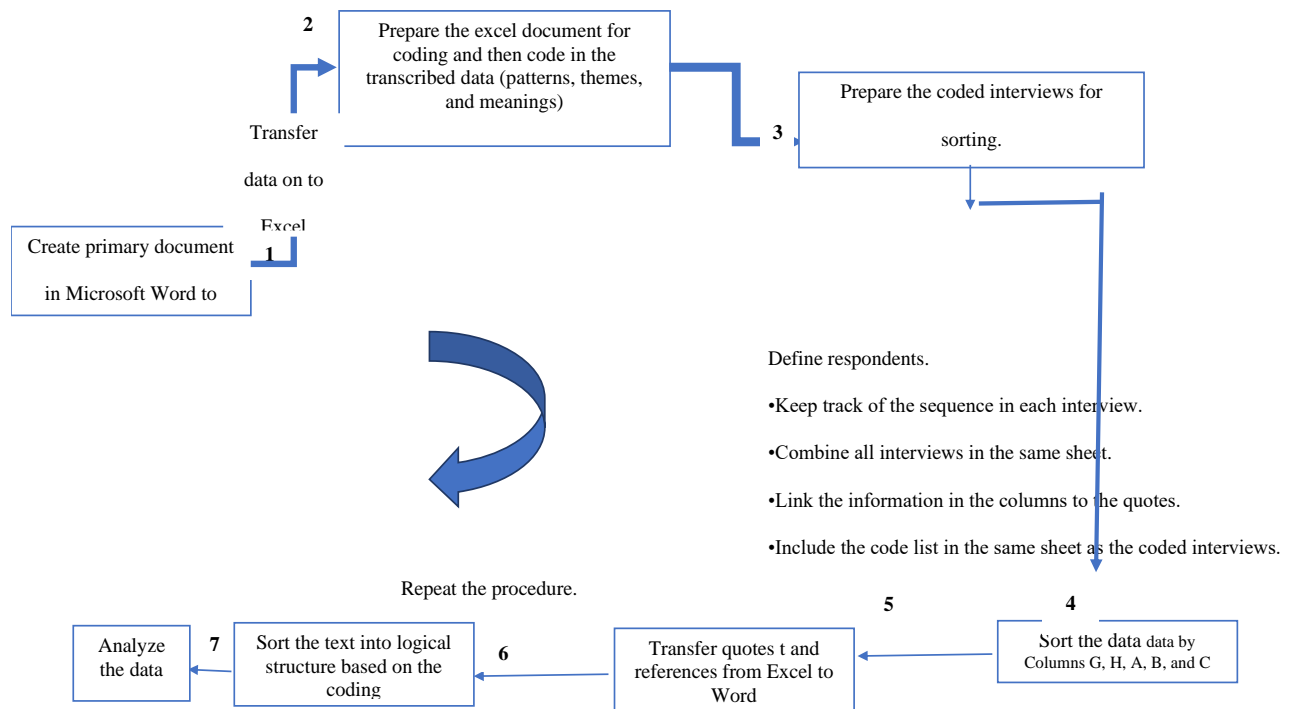 Create primary document
in Microsoft Word to
1
Transfer
data on to
Excel
2
Prepare the excel document for
coding and then code in the
transcribed data (patterns, themes,
and meanings)
3
Prepare the coded interviews for
sorting.
Define respondents.
•Keep track of the sequence in each interview.
•Combine all interviews in the same sheet.
•Link the information in the columns to the quotes.
•Include the code list in the same sheet as the coded interviews.
4
Sort the data data by
Columns G, H, A, B, and C
5
Transfer quotes t and
references from Excel to
Word
6
Repeat the procedure.
Sort the text into logical
structure based on the
coding
7
Analyze
the data